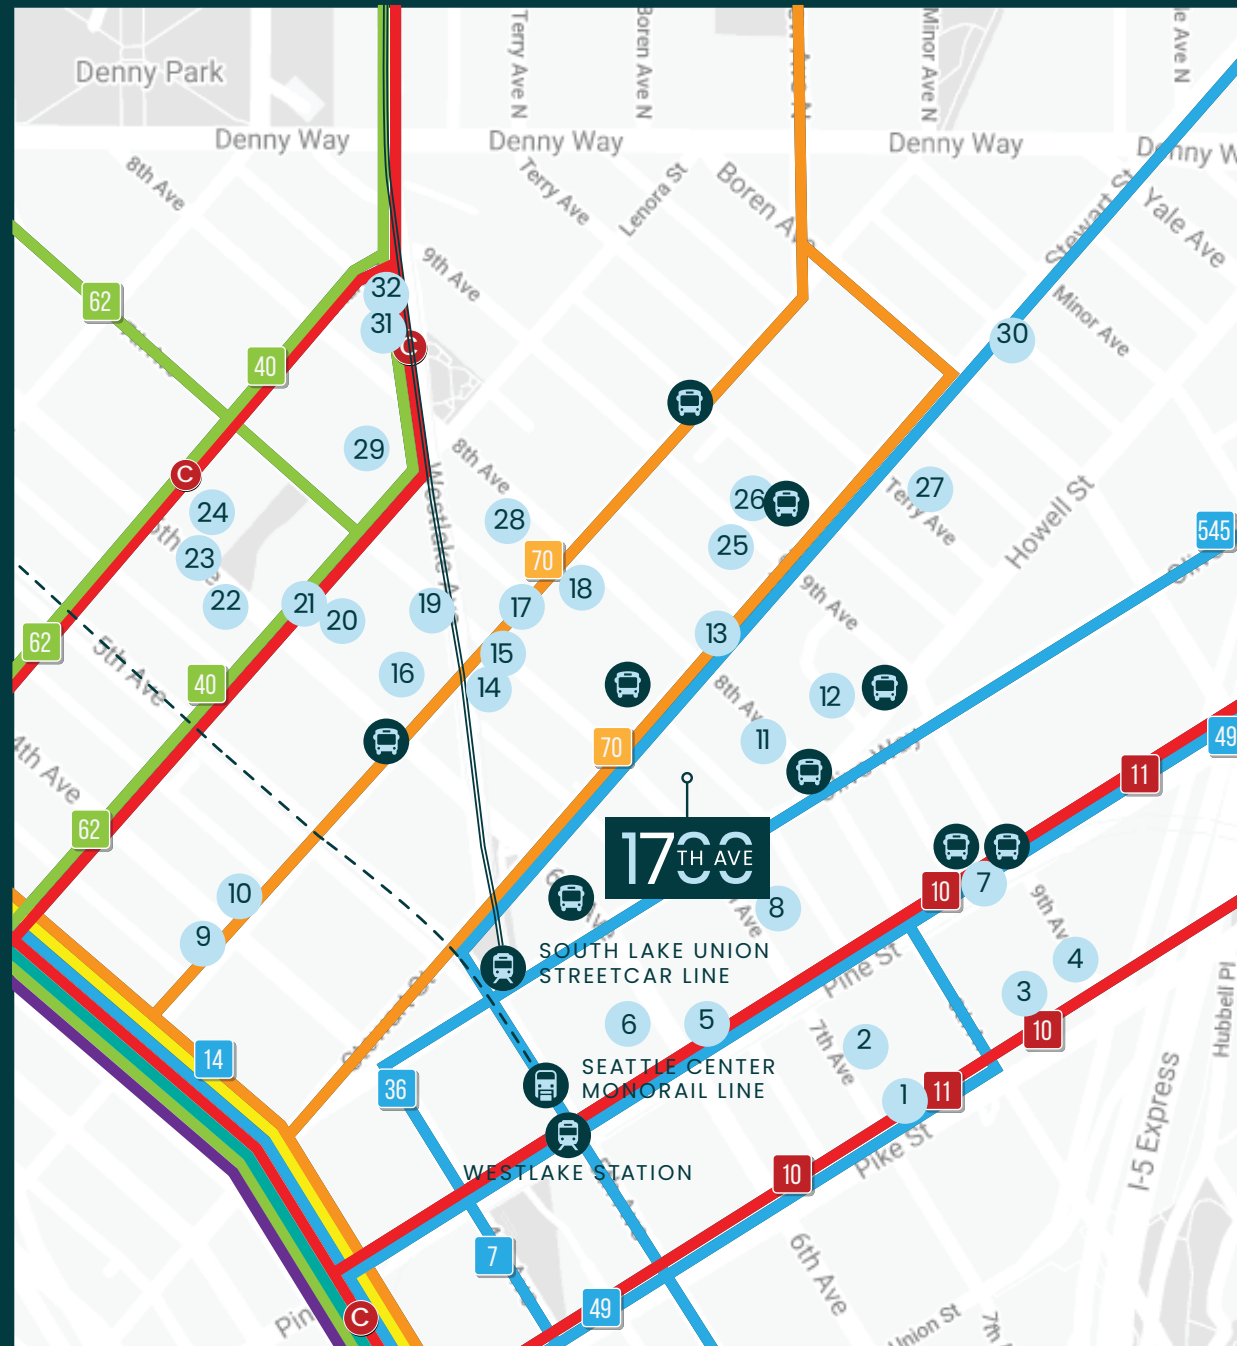 Terry Ave N
Boren Ave N
Minor Ave N
Denny Park
Denny Way
Denny Way
Denny Way
8th Ave
Terry Ave
Lenora St
Boren Ave
Stewart St
Yale Ave
9th Ave
32
62
31
C
30
Minor Ave
40
29
8th Ave
C
24
26
27
Terry Ave
Howell St
28
25
545
23
70
18
9th Ave
22
21
20
19
Westlake Ave
17
13
62
5th Ave
15
16
14
40
12
8th Ave
11
49
70
4th Ave
11
62
1700
TH AVE
10
8
10
7
9th Ave
9
SOUTH LAKE UNION
STREETCAR LINE
Pine St
4
3
Stewart St
6
5
10
Hubbell Pl
14
7th Ave
2
SEATTLE CENTER
MONORAIL LINE
36
1
11
Pike St
WESTLAKE STATION
10
I-5 Express
7
6th Ave
49
C
Union St